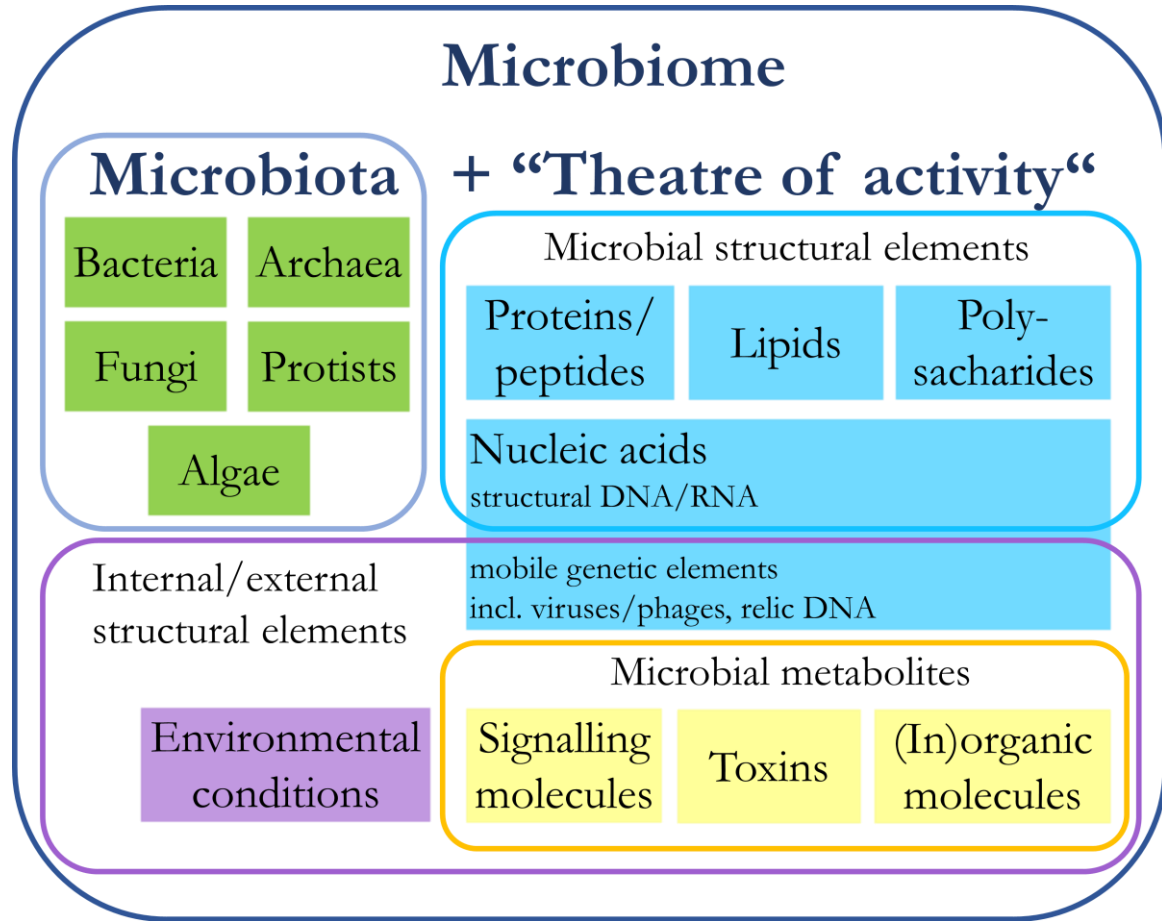 Microbiome
Microbiota + “Theatre of activity“
Bacteria
Archaea
Fungi
Protists
Algae
Microbial structural elements
Proteins/
peptides
Lipids
Poly-
sacharides
Nucleic acids
structural DNA/RNA
mobile genetic elements
incl. viruses/phages, relic DNA
Internal/external
structural elements
Environmental
conditions
Microbial metabolites
Signalling
molecules
Toxins
(In)organic
molecules